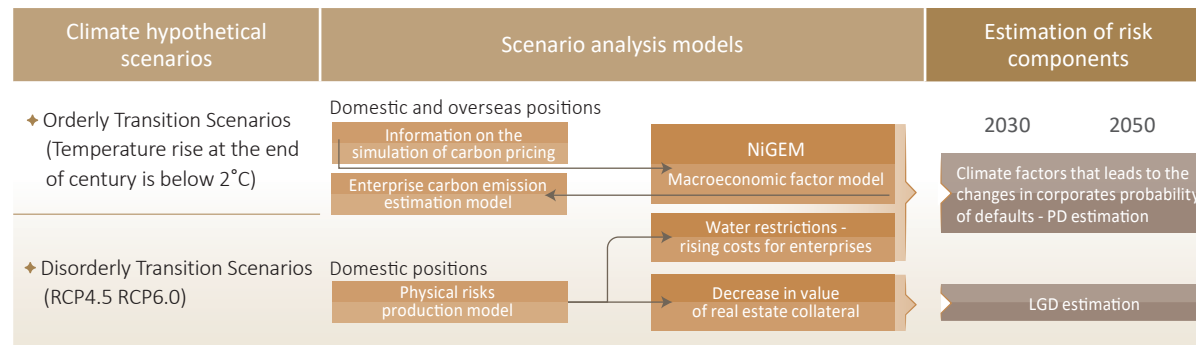 Climate hypothetical
scenarios
Scenario analysis models
Estimation of risk
components
Orderly Transition Scenarios
(Temperature rise at the end
of century is below 2°C)
Disorderly Transition Scenarios
(RCP4.5 RCP6.0)
Domestic and overseas positions
Information on the
simulation of carbon pricing
Enterprise carbon emission
estimation model
NiGEM
Macroeconomic factor model
Water restrictions -
rising costs for enterprises
Domestic positions
Physical risks
production model
Decrease in value
of real estate collateral
2030 2050
Climate factors that leads to the
changes in corporates probability
of defaults - PD estimation
LGD estimation